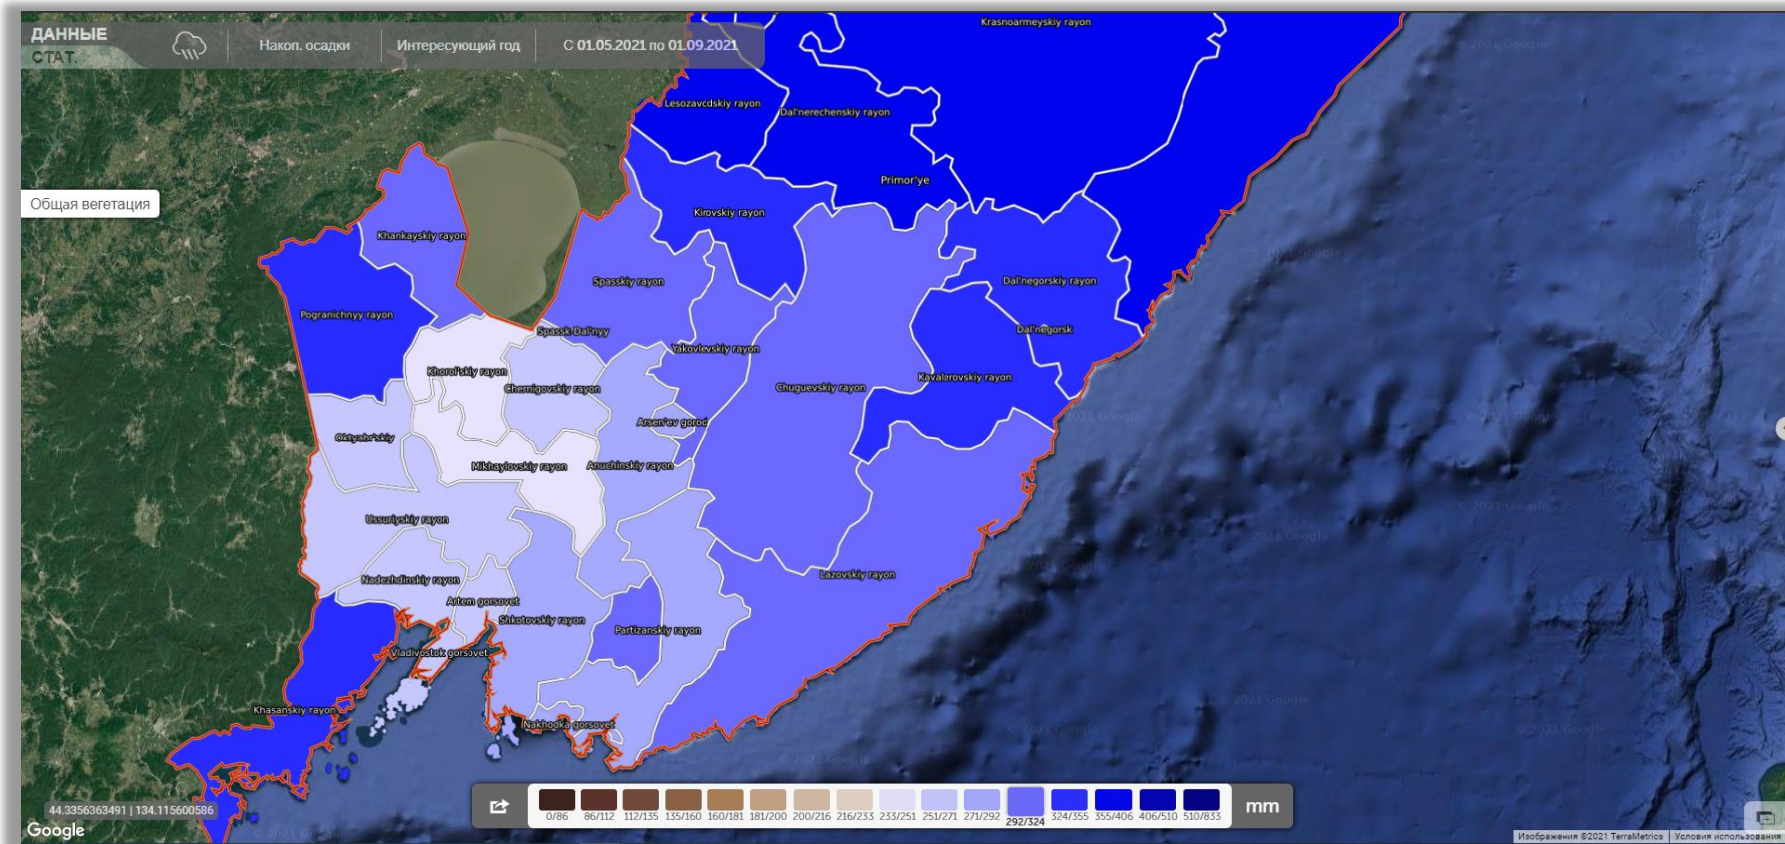 ДАННЫЕ
СТАТ.
Накоп. осадки
Интересующий год
С 01.05.2021 по 01.09.2021
Общая вегетация
Krasnoarmeyskiy rayon
Lesozavcdskiy rayon
Dal'nerechenskiy rayon
Primor'ye
Kirovskiy rayon
Khankayskiy rayon
Spasskiy rayon
Dal'negorskiy rayon
Pogranichnyy rayon
Spassk-Dal'nyy
Dal'negorsk
Yakovlevskiy rayon
Khorol'skiy rayon
Kavalerovskiy rayon
Chernigovskiy rayon
Chuguevskiy rayon
Arsen'ev gorod
Oktyabr'skiy
Mikhaylovskiy rayon
Anuchinskiy rayon
Ussuriyskiy rayon
Lazovskiy rayon
Nadezhdinskiy rayon
Artem gorsovet
Shkotovskiy rayon
Partizanskiy rayon
Vladivostok gorsovet
Khasanskiy rayon
Nakhodka gorsovet
0/86 86/112 112/135 135/160 160/181 181/200 200/216 216/233 233/251 251/271 271/292 292/324 324/355 355/406 406/510 510/833
mm
44.3356363491 | 134.115600586
Google
Изображения ©2021 TerraMetrics
Условия использования